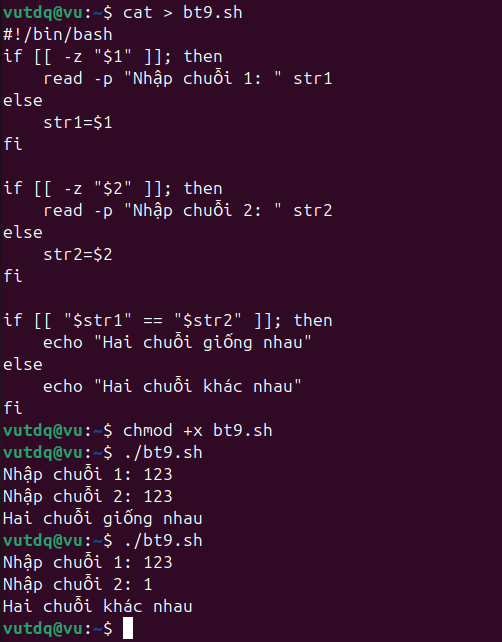 vutdq@vu:~$ cat > bt9.sh
#!/bin/bash
if [[ -z "$1" ]]; then
    read -p "Nhập chuỗi 1: " str1
else
    str1=$1
fi

if [[ -z "$2" ]]; then
    read -p "Nhập chuỗi 2: " str2
else
    str2=$2
fi

if [[ "$str1" == "$str2" ]]; then
    echo "Hai chuỗi giống nhau"
else
    echo "Hai chuỗi khác nhau"
fi
vutdq@vu:~$ chmod +x bt9.sh
vutdq@vu:~$ ./bt9.sh
Nhập chuỗi 1: 123
Nhập chuỗi 2: 123
Hai chuỗi giống nhau
vutdq@vu:~$ ./bt9.sh
Nhập chuỗi 1: 123
Nhập chuỗi 2: 1
Hai chuỗi khác nhau
vutdq@vu:~$